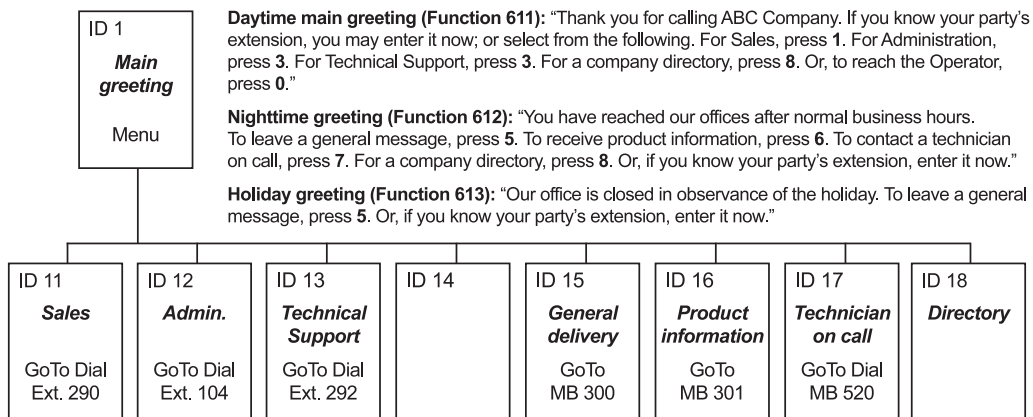 ID 1
Main
greeting
Menu
Daytime main greeting (Function 611): “Thank you for calling ABC Company. If you know your party’s
extension, you may enter it now; or select from the following. For Sales, press 1. For Administration,
press 3. For Technical Support, press 3. For a company directory, press 8. Or, to reach the Operator,
press 0.”
Nighttime greeting (Function 612): “You have reached our offices after normal business hours.
To leave a general message, press 5. To receive product information, press 6. To contact a technician
on call, press 7. For a company directory, press 8. Or, if you know your party’s extension, enter it now.”
Holiday greeting (Function 613): “Our office is closed in observance of the holiday. To leave a general
message, press 5. Or, if you know your party’s extension, enter it now.”
ID 11
Sales
GoTo Dial
Ext. 290
ID 12
Admin.
GoTo Dial
Ext. 104
ID 13
Technical
Support
GoTo Dial
Ext. 292
ID 14
ID 15
General
delivery
GoTo
MB 300
ID 16
Product
information
GoTo
MB 301
ID 17
Technician
on call
GoTo Dial
MB 520
ID 18
Directory